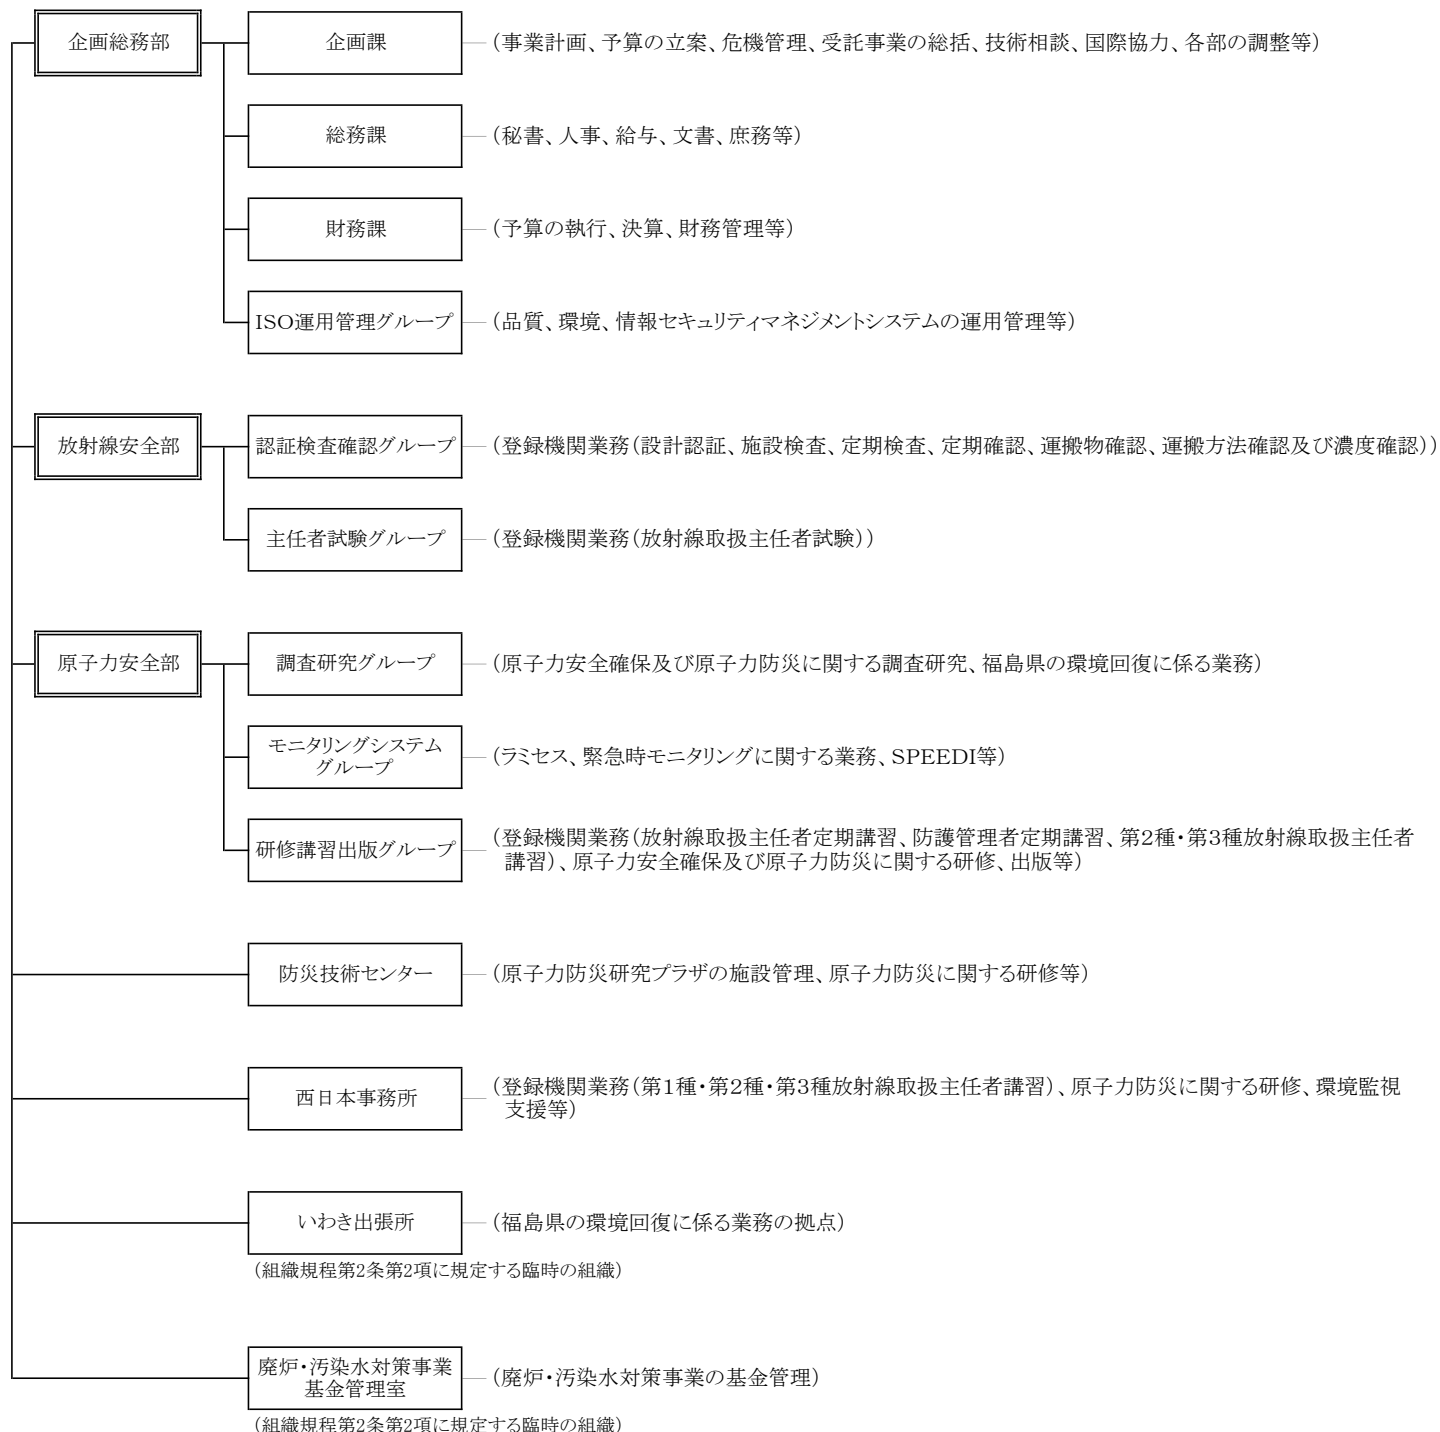 企画総務部
企画課
（事業計画、予算の立案、危機管理、受託事業の総括、技術相談、国際協力、各部の調整等）
総務課
（秘書、人事、給与、文書、庶務等）
財務課
（予算の執行、決算、財務管理等）
ISO運用管理グループ
（品質、環境、情報セキュリティマネジメントシステムの運用管理等）
放射線安全部
認証検査確認グループ
（登録機関業務（設計認証、施設検査、定期検査、定期確認、運搬物確認、運搬方法確認及び濃度確認））
主任者試験グループ
（登録機関業務（放射線取扱主任者試験））
原子力安全部
調査研究グループ
（原子力安全確保及び原子力防災に関する調査研究、福島県の環境回復に係る業務）
モニタリングシステム
グループ
（ラミセス、緊急時モニタリングに関する業務、SPEEDI等）
研修講習出版グループ
（登録機関業務（放射線取扱主任者定期講習、防護管理者定期講習、第2種・第3種放射線取扱主任者
講習）、原子力安全確保及び原子力防災に関する研修、出版等）
防災技術センター
（原子力防災研究プラザの施設管理、原子力防災に関する研修等）
西日本事務所
（登録機関業務（第1種・第2種・第3種放射線取扱主任者講習）、原子力防災に関する研修、環境監視
支援等）
いわき出張所
（福島県の環境回復に係る業務の拠点）
（組織規程第2条第2項に規定する臨時の組織）
廃炉・汚染水対策事業
基金管理室
（廃炉・汚染水対策事業の基金管理）
（組織規程第2条第2項に規定する臨時の組織）